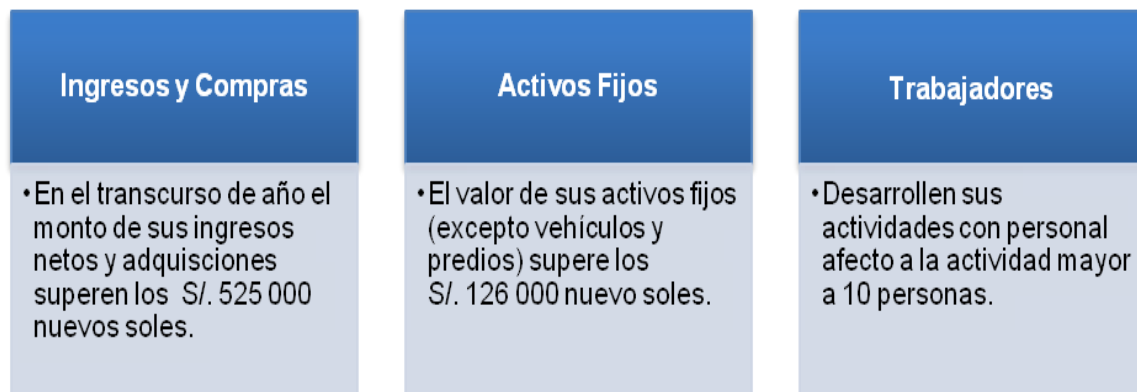 Ingresos y Compras
• En el transcurso de año el
monto de sus ingresos
netos y adquisciones
superen los S/. 525 000
nuevos soles.
Activos Fijos
• El valor de sus activos fijos
(excepto vehículos y
predios) supere los
S/. 126 000 nuevo soles.
Trabajadores
• Desarrollen sus
actividades con personal
afecto a la actividad mayor
a 10 personas.